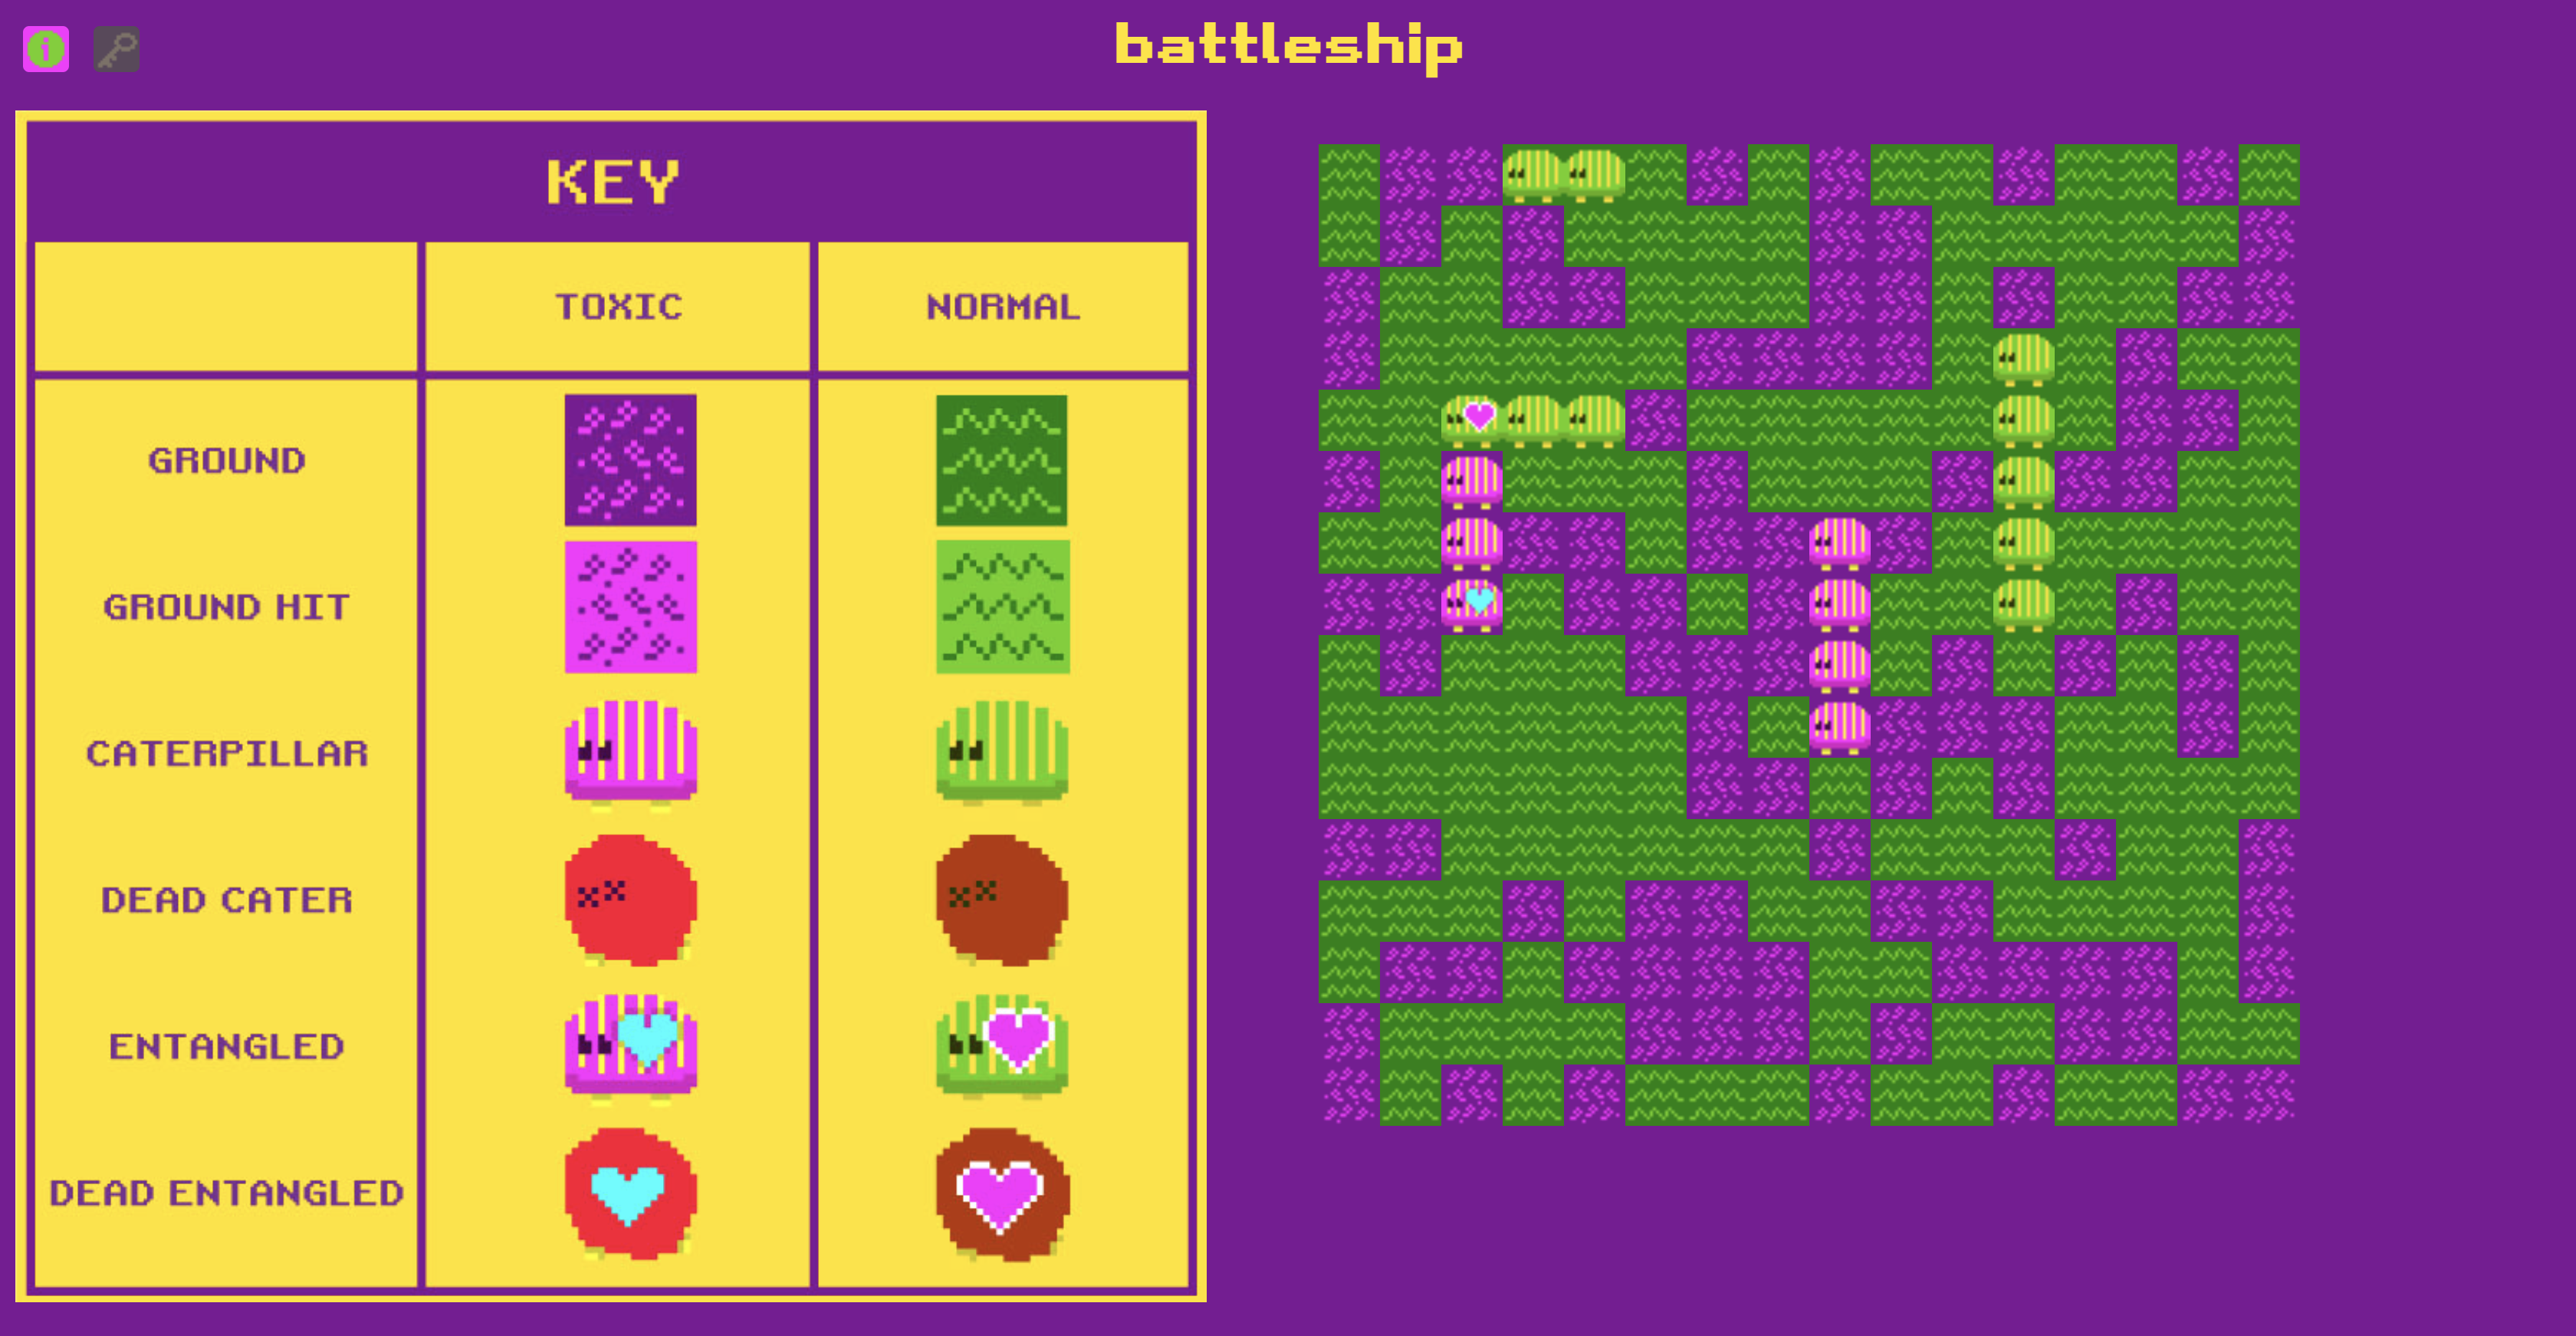 i
battleship
KEY
TOXIC NORMAL
GROUND
GROUND HIT
CATERPILLAR
DEAD CATER
ENTANGLED
DEAD ENTANGLED